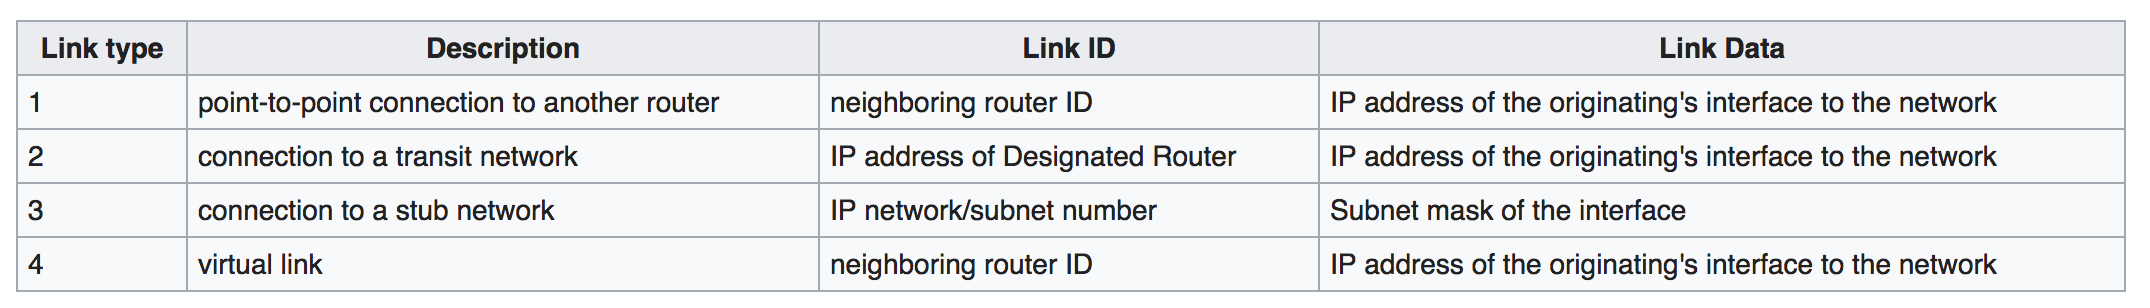 Link type Description Link ID Link Data
1 point-to-point connection to another router neighboring router ID IP address of the originating's interface to the network
2 connection to a transit network IP address of Designated Router IP address of the originating's interface to the network
3 connection to a stub network IP network/subnet number Subnet mask of the interface
4 virtual link neighboring router ID IP address of the originating's interface to the network